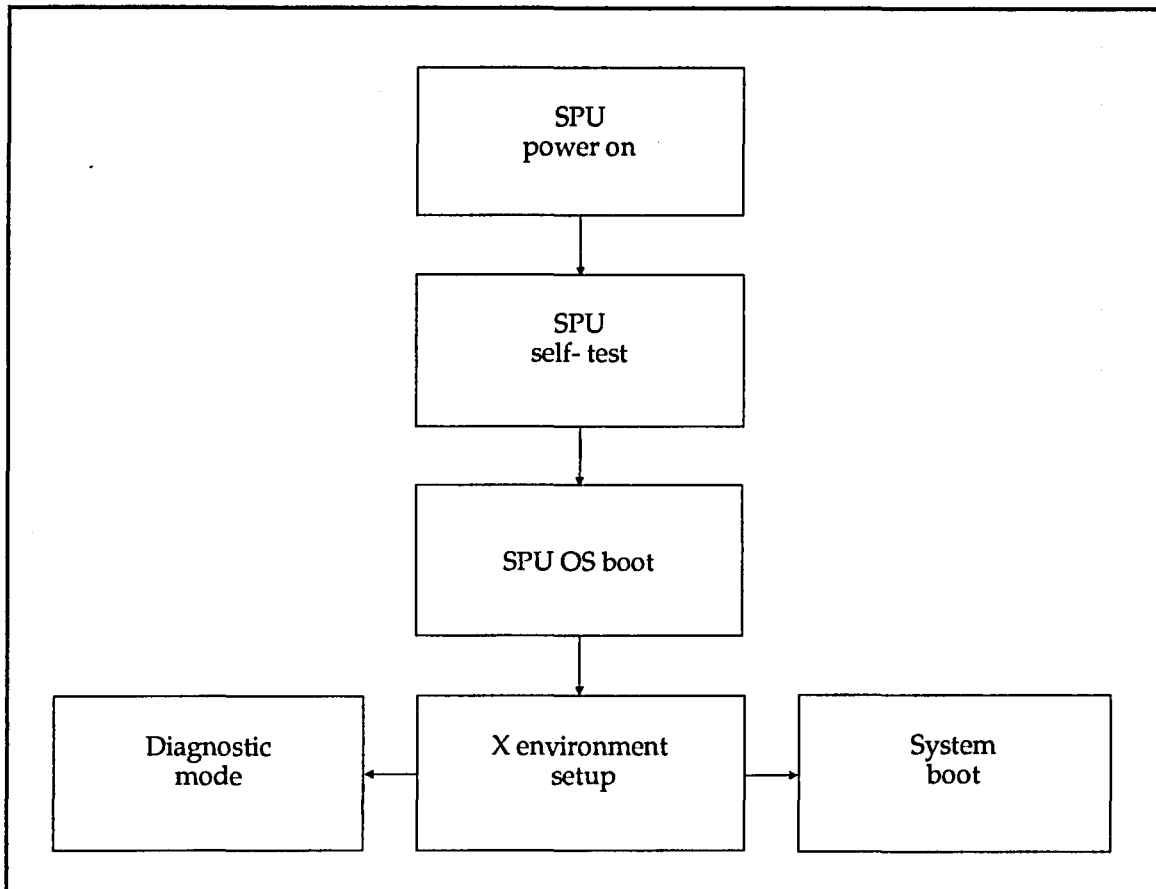 SPU
power on
SPU
self- test
SPU OS boot
Diagnostic
mode
X environment
setup
System
boot